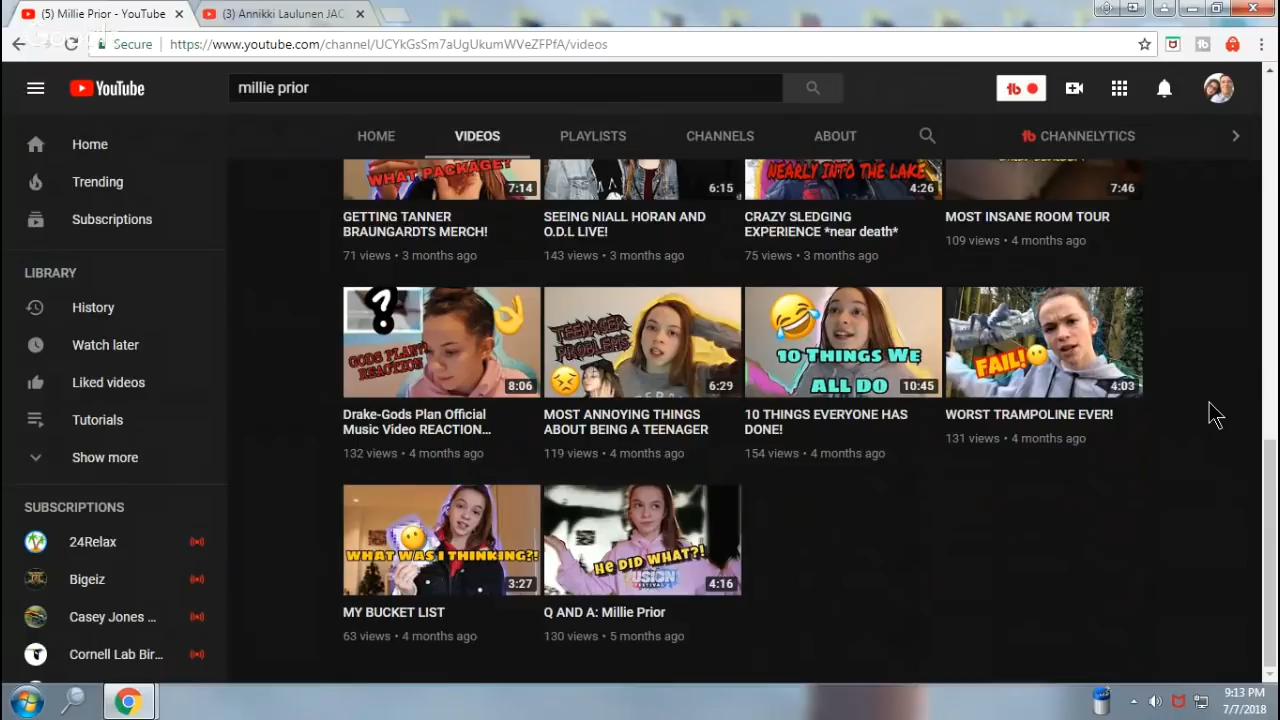 (5) Millie Prior - YouTube
(3) Annikki Laulunen JAC
Secure
https://www.youtube.com/channel/UCYkGsSm7aUgUkumWVeZFPfA/videos
YouTube
millie prior
tb
HOME
VIDEOS
PLAYLISTS
CHANNELS
ABOUT
tb CHANNELYTICS
Home
Trending
Subscriptions
LIBRARY
History
Watch later
Liked videos
Tutorials
Show more
SUBSCRIPTIONS
24Relax
Bigeiz
Casey Jones ...
Cornell Lab Bir...
WHAT PACKAGE?
7:14
6:15
NEARLY INTO THE LAKE
4:26
7:46
GETTING TANNER
BRAUNGARDTS MERCH!
71 views • 3 months ago
SEEING NIALL HORAN AND
O.D.L LIVE!
143 views • 3 months ago
CRAZY SLEDGING
EXPERIENCE *near death*
75 views • 3 months ago
MOST INSANE ROOM TOUR
109 views • 4 months ago
?
GODS PLAN
REACTION
8:06
TEENAGER
PROBLEMS
6:29
10 THINGS WE
ALL DO
10:45
FAIL!
4:03
Drake-Gods Plan Official
Music Video REACTION...
132 views • 4 months ago
MOST ANNOYING THINGS
ABOUT BEING A TEENAGER
119 views • 4 months ago
10 THINGS EVERYONE HAS
DONE!
154 views • 4 months ago
WORST TRAMPOLINE EVER!
131 views • 4 months ago
WHAT WAS I THINKING?!
3:27
HE DID WHAT?!
FUSION
FESTIVAL
4:16
MY BUCKET LIST
63 views • 4 months ago
Q AND A: Millie Prior
130 views • 5 months ago
9:13 PM
7/7/2018